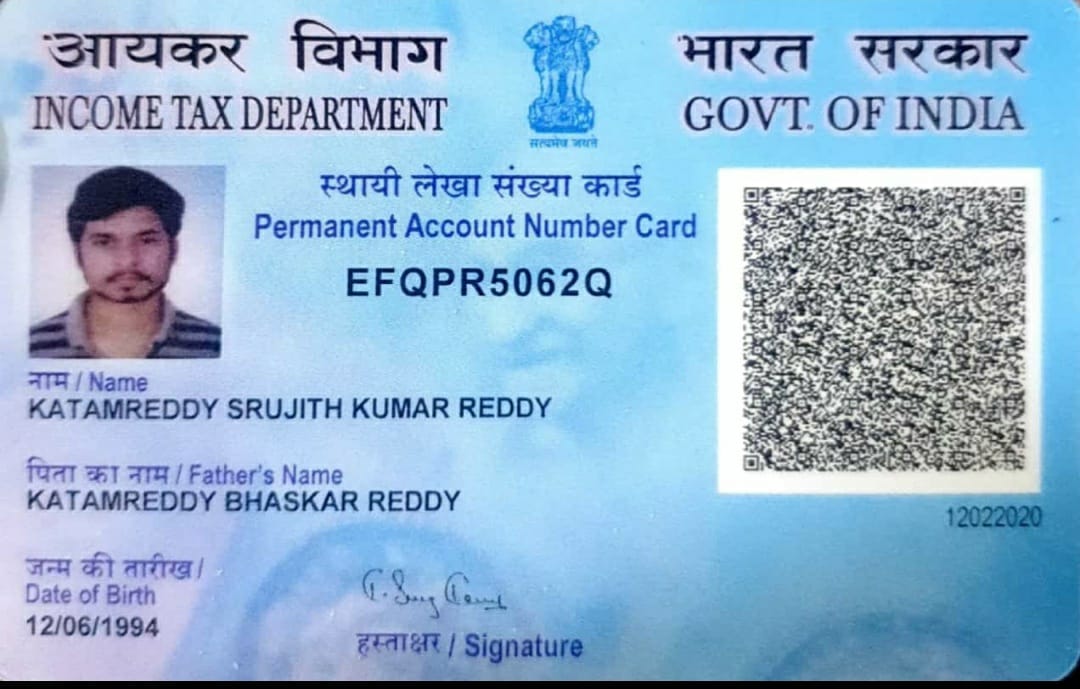 आयकर विभाग भारत सरकार
INCOME TAX DEPARTMENT GOVT. OF INDIA
सत्यमेव जयते
स्थायी लेखा संख्या कार्ड
Permanent Account Number Card
EFQPR5062Q
नाम / Name
KATAMREDDY SRUJITH KUMAR REDDY
पिता का नाम / Father's Name
KATAMREDDY BHASKAR REDDY
जन्म की तारीख /
Date of Birth
12/06/1994
हस्ताक्षर / Signature
12022020